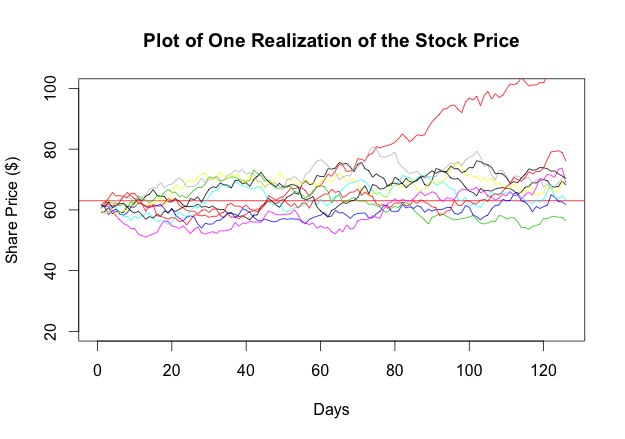 Plot of One Realization of the Stock Price
Share Price ($)
100
80
60
40
20
0 20 40 60 80 100 120
Days